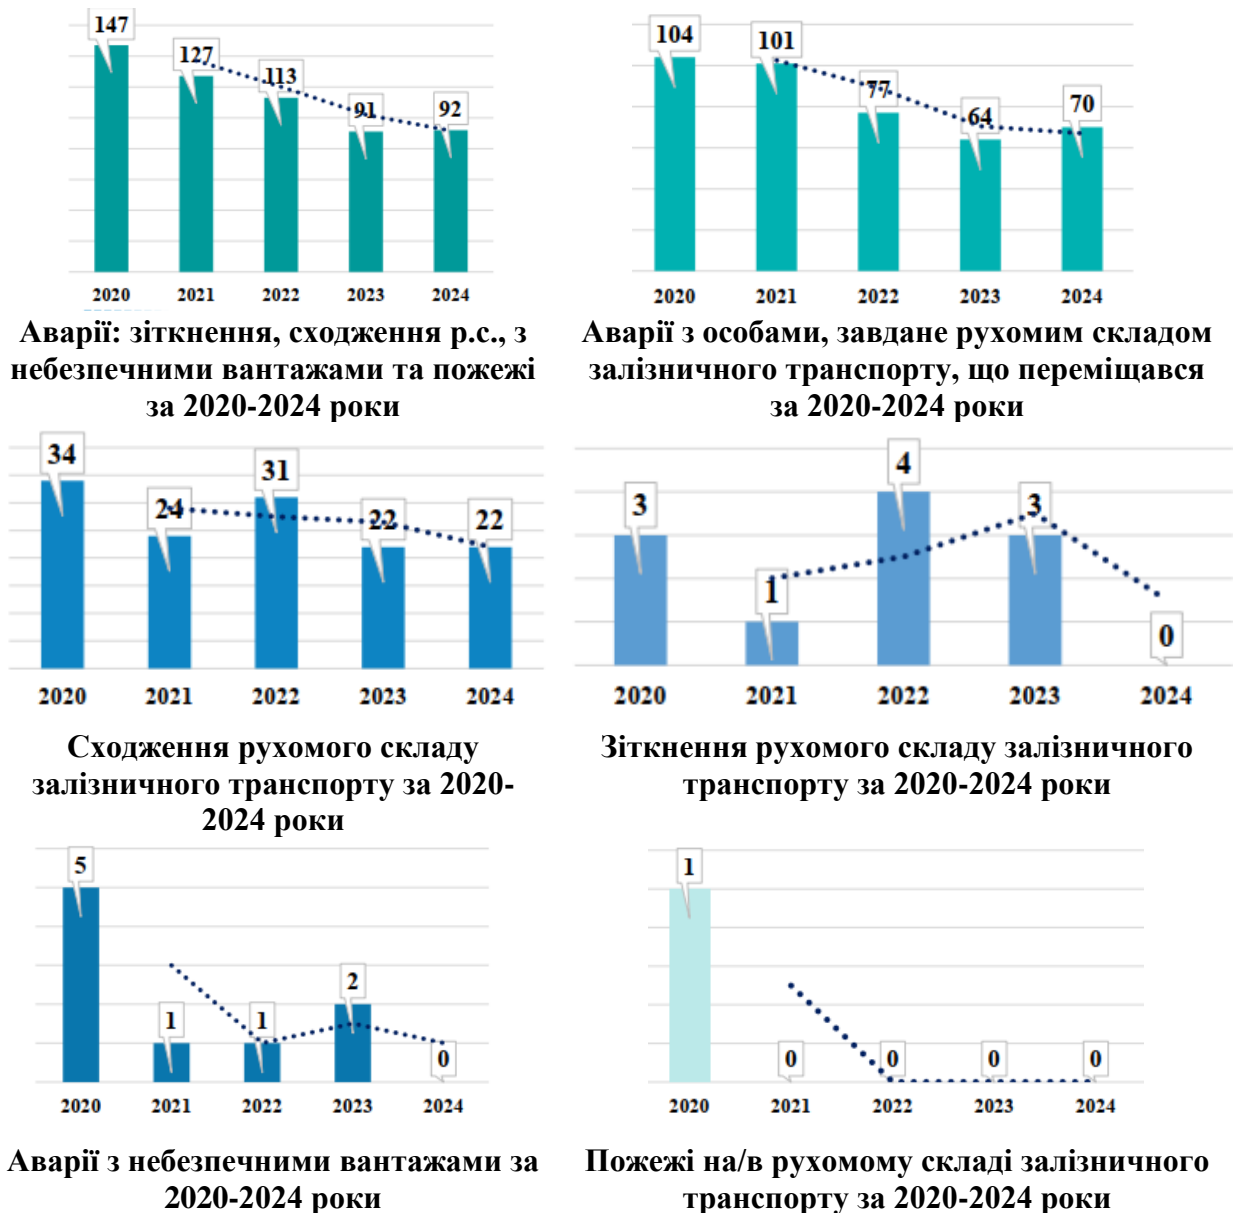 147
127
113
91
92
2020 2021 2022 2023 2024
Аварії: зіткнення, сходження р.с., з
небезпечними вантажами та пожежі
за 2020-2024 роки
104
101
77
64
70
2020 2021 2022 2023 2024
Аварії з особами, завдане рухомим складом
залізничного транспорту, що переміщався
за 2020-2024 роки
34
24
31
22
22
2020 2021 2022 2023 2024
Сходження рухомого складу
залізничного транспорту за 2020-
2024 роки
3
1
4
3
0
2020 2021 2022 2023 2024
Зіткнення рухомого складу залізничного
транспорту за 2020-2024 роки
5
1
1
2
0
2020 2021 2022 2023 2024
Аварії з небезпечними вантажами за
2020-2024 роки
1
0
0
0
0
2020 2021 2022 2023 2024
Пожежі на/в рухомому складі залізничного
транспорту за 2020-2024 роки